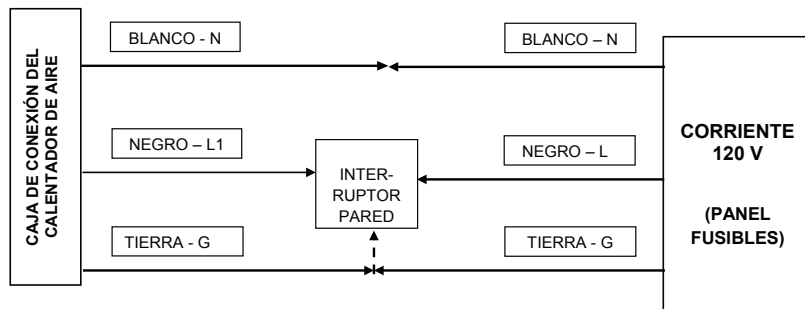 CAJA DE CONEXIÓN DEL
CALENTADOR DE AIRE
BLANCO - N
BLANCO – N
NEGRO – L1
INTER-
RUPTOR
PARED
NEGRO – L
TIERRA - G
TIERRA - G
CORRIENTE
120 V
(PANEL
FUSIBLES)